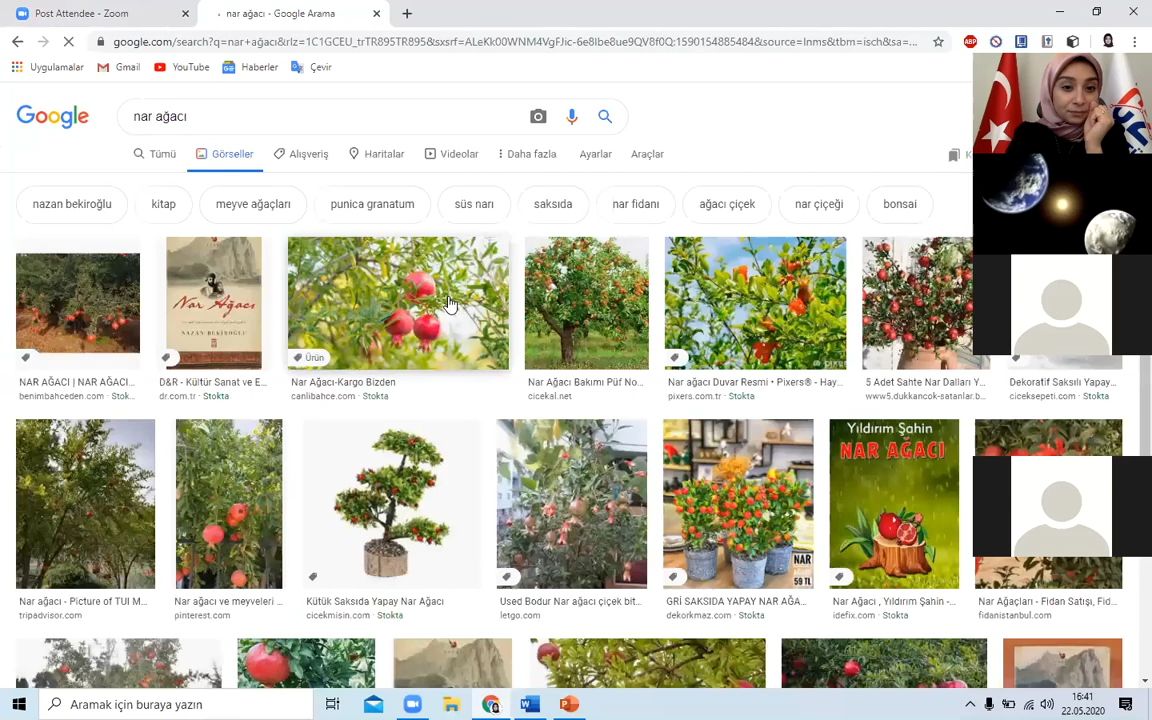 Post Attendee - Zoom
nar ağacı - Google Arama
google.com/search?q=nar+ağacı&rlz=1C1GCEU_trTR895TR895&sxsrf=ALeKk00WNM4VgFJic-6e8Ibe8ue9QV8f0Q:1590154885484&source=lnms&tbm=isch&sa=...
ABP
Uygulamalar
Gmail
YouTube
Haberler
Çevir
Google
nar ağacı
Tümü
Görseller
Alışveriş
Haritalar
Videolar
Daha fazla
Ayarlar
Araçlar
nazan bekiroğlu
kitap
meyve ağaçları
punica granatum
süs narı
saksıda
nar fidanı
ağacı çiçek
nar çiçeği
bonsai
Nar Ağacı
NAZAN BEKİROĞLU
Ürün
pixers
NAR AĞACI | NAR AĞACI...
benimbahceden.com - Stok...
D&R - Kültür Sanat ve E...
dr.com.tr - Stokta
Nar Ağacı-Kargo Bizden
canlibahce.com - Stokta
Nar Ağacı Bakımı Püf No...
cicekal.net
Nar ağacı Duvar Resmi • Pixers® - Hay...
pixers.com.tr - Stokta
5 Adet Sahte Nar Dalları Y...
www5.dukkancok-satanlar.b...
Dekoratif Saksılı Yapay...
ciceksepeti.com - Stokta
Yıldırım Şahin
NAR AĞACI
NAR
59 TL
Nar ağacı - Picture of TUI M...
tripadvisor.com
Nar ağacı ve meyveleri ...
pinterest.com
Kütük Saksıda Yapay Nar Ağacı
cicekmisin.com - Stokta
Used Bodur Nar ağacı çiçek bit...
letgo.com
GRİ SAKSIDA YAPAY NAR AĞA...
dekorkmaz.com - Stokta
Nar Ağacı , Yıldırım Şahin -...
idefix.com - Stokta
Nar Ağaçları - Fidan Satışı, Fid...
fidanistanbul.com
Aramak için buraya yazın
16:41
22.05.2020